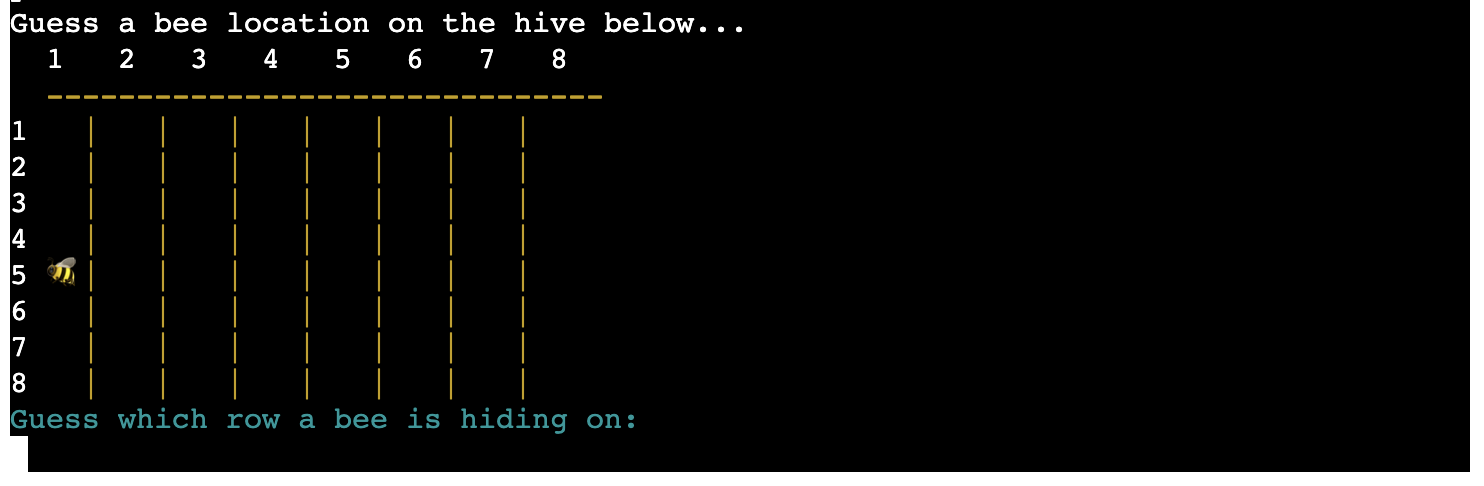 Guess a bee location on the hive below...
1 2 3 4 5 6 7 8
-------------------------------
1 | | | | | | |
2 | | | | | | |
3 | | | | | | |
4 | | | | | | |
5 🐝 | | | | | | |
6 | | | | | | |
7 | | | | | | |
8 | | | | | | |
Guess which row a bee is hiding on: